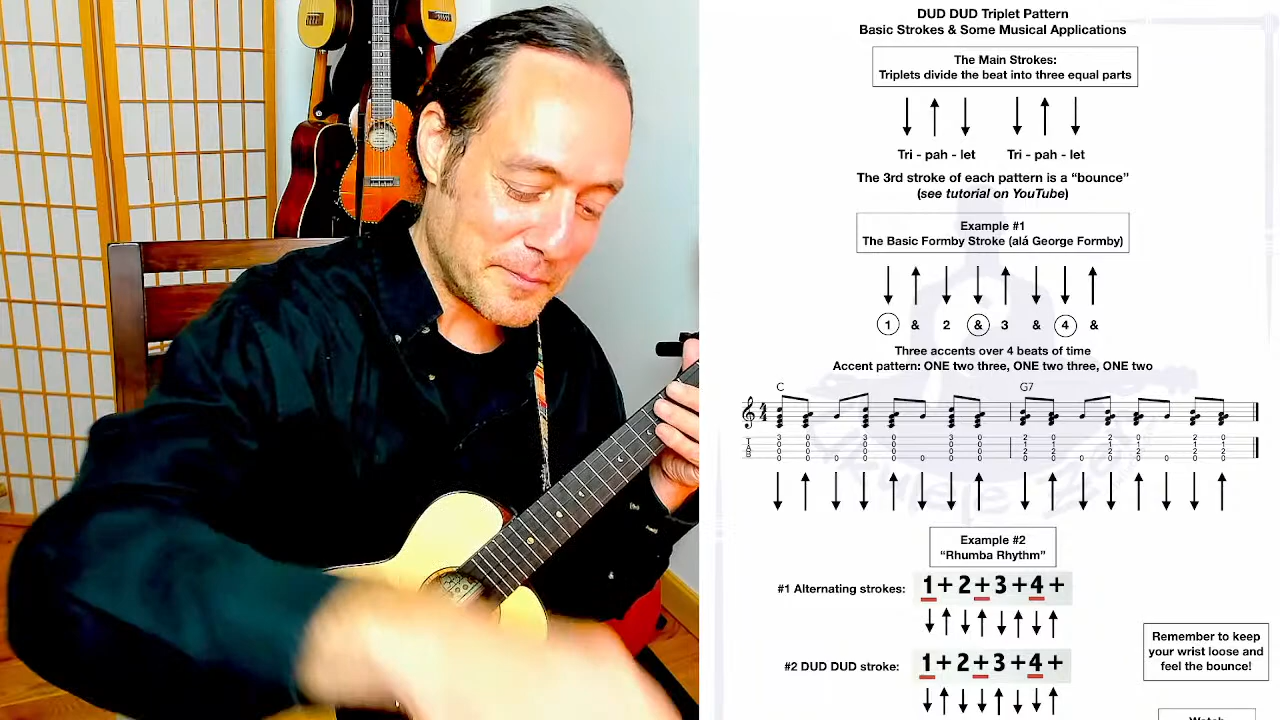 DUD DUD Triplet Pattern
Basic Strokes & Some Musical Applications
The Main Strokes:
Triplets divide the beat into three equal parts
Tri - pah - let Tri - pah - let
The 3rd stroke of each pattern is a “bounce”
(see tutorial on YouTube)
Example #1
The Basic Formby Stroke (alá George Formby)
1 & 2 & 3 & 4 &
Three accents over 4 beats of time
Accent pattern: ONE two three, ONE two three, ONE two
C G7
Example #2
“Rhumba Rhythm”
#1 Alternating strokes: 1 + 2 + 3 + 4 +
#2 DUD DUD stroke: 1 + 2 + 3 + 4 +
Remember to keep
your wrist loose and
feel the bounce!